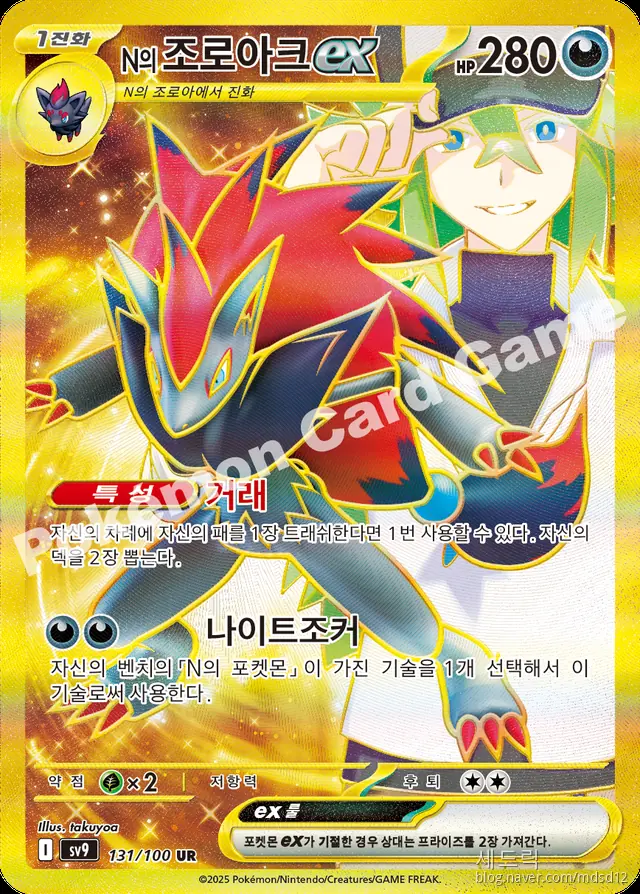 1진화
N의 조로아크 ex HP 280
N의 조로아에서 진화
Pokémon Card Game
특성 거래
자신의 차례에 자신의 패를 1장 트래쉬한다면 1번 사용할 수 있다. 자신의
덱을 2장 뽑는다.
나이트조커
자신의 벤치의 「N의 포켓몬」이 가진 기술을 1개 선택해서 이
기술로써 사용한다.
약점 ×2 저항력 후퇴
ex 룰
포켓몬 ex가 기절한 경우 상대는 프라이즈를 2장 가져간다.
Illus. takuyoa
I sv9 131/100 UR
세드릭
blog.naver.com/mdsd12
©2025 Pokémon/Nintendo/Creatures/GAME FREAK.